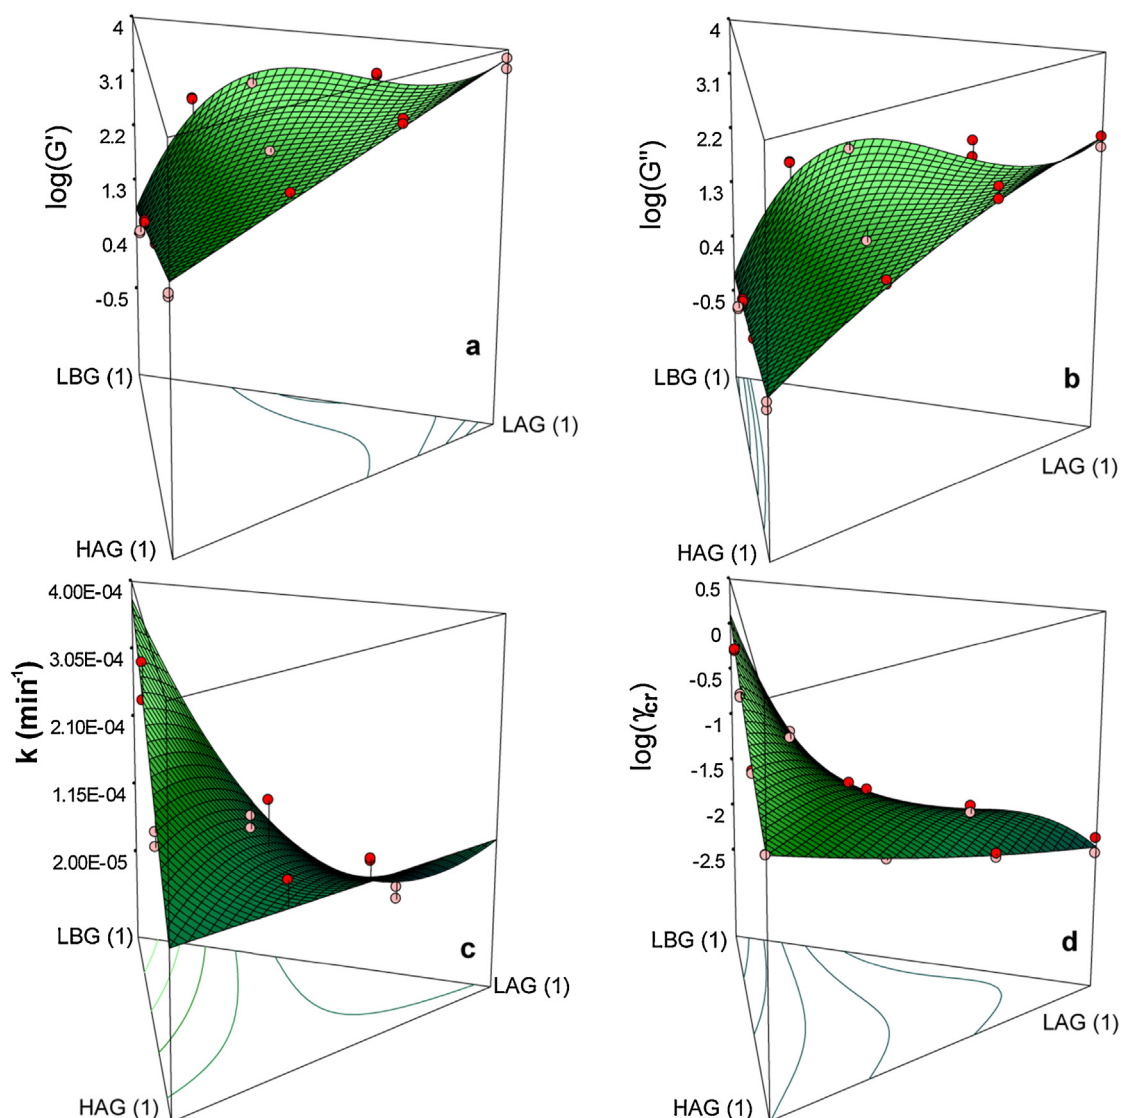 4
3.1
2.2
1.3
0.4
-0.5
log(G')
a
LBG (1)
LAG (1)
HAG (1)
4
3.1
2.2
1.3
0.4
-0.5
log(G'')
b
LBG (1)
LAG (1)
HAG (1)
4.00E-04
3.05E-04
2.10E-04
1.15E-04
2.00E-05
k (min⁻¹)
c
LBG (1)
LAG (1)
HAG (1)
0.5
0
-0.5
-1
-1.5
-2
-2.5
log(γcr)
d
LBG (1)
LAG (1)
HAG (1)